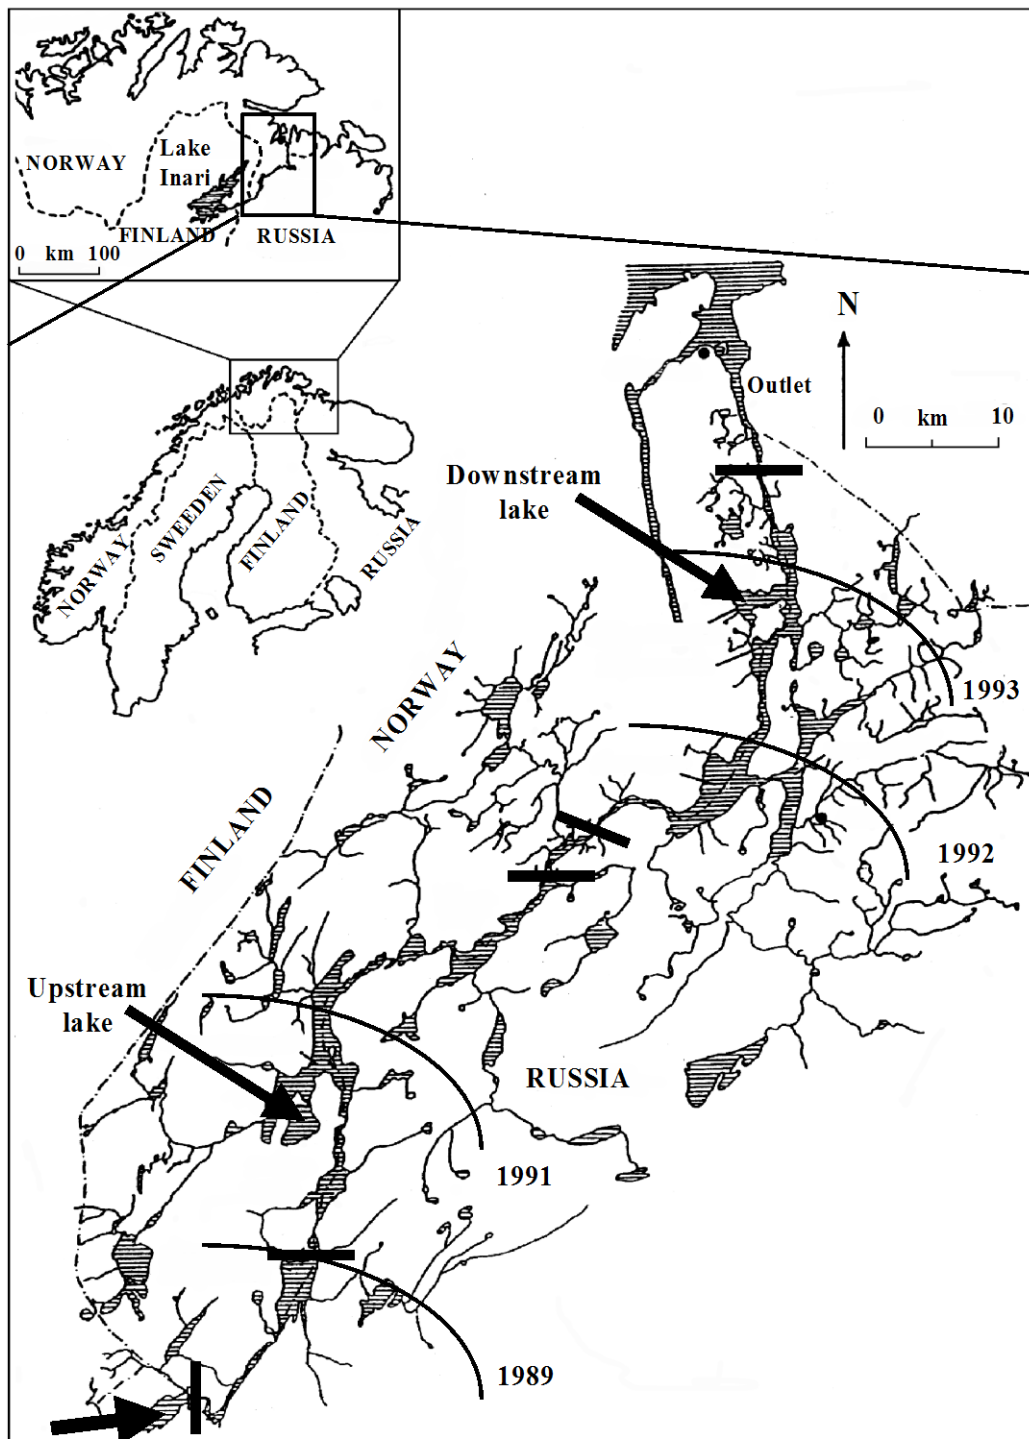 NORWAY
Lake
Inari
FINLAND
RUSSIA
0 km 100
N
Outlet
0 km 10
Downstream
lake
NORWAY
SWEEDEN
FINLAND
RUSSIA
NORWAY
1993
FINLAND
1992
Upstream
lake
RUSSIA
1991
1989